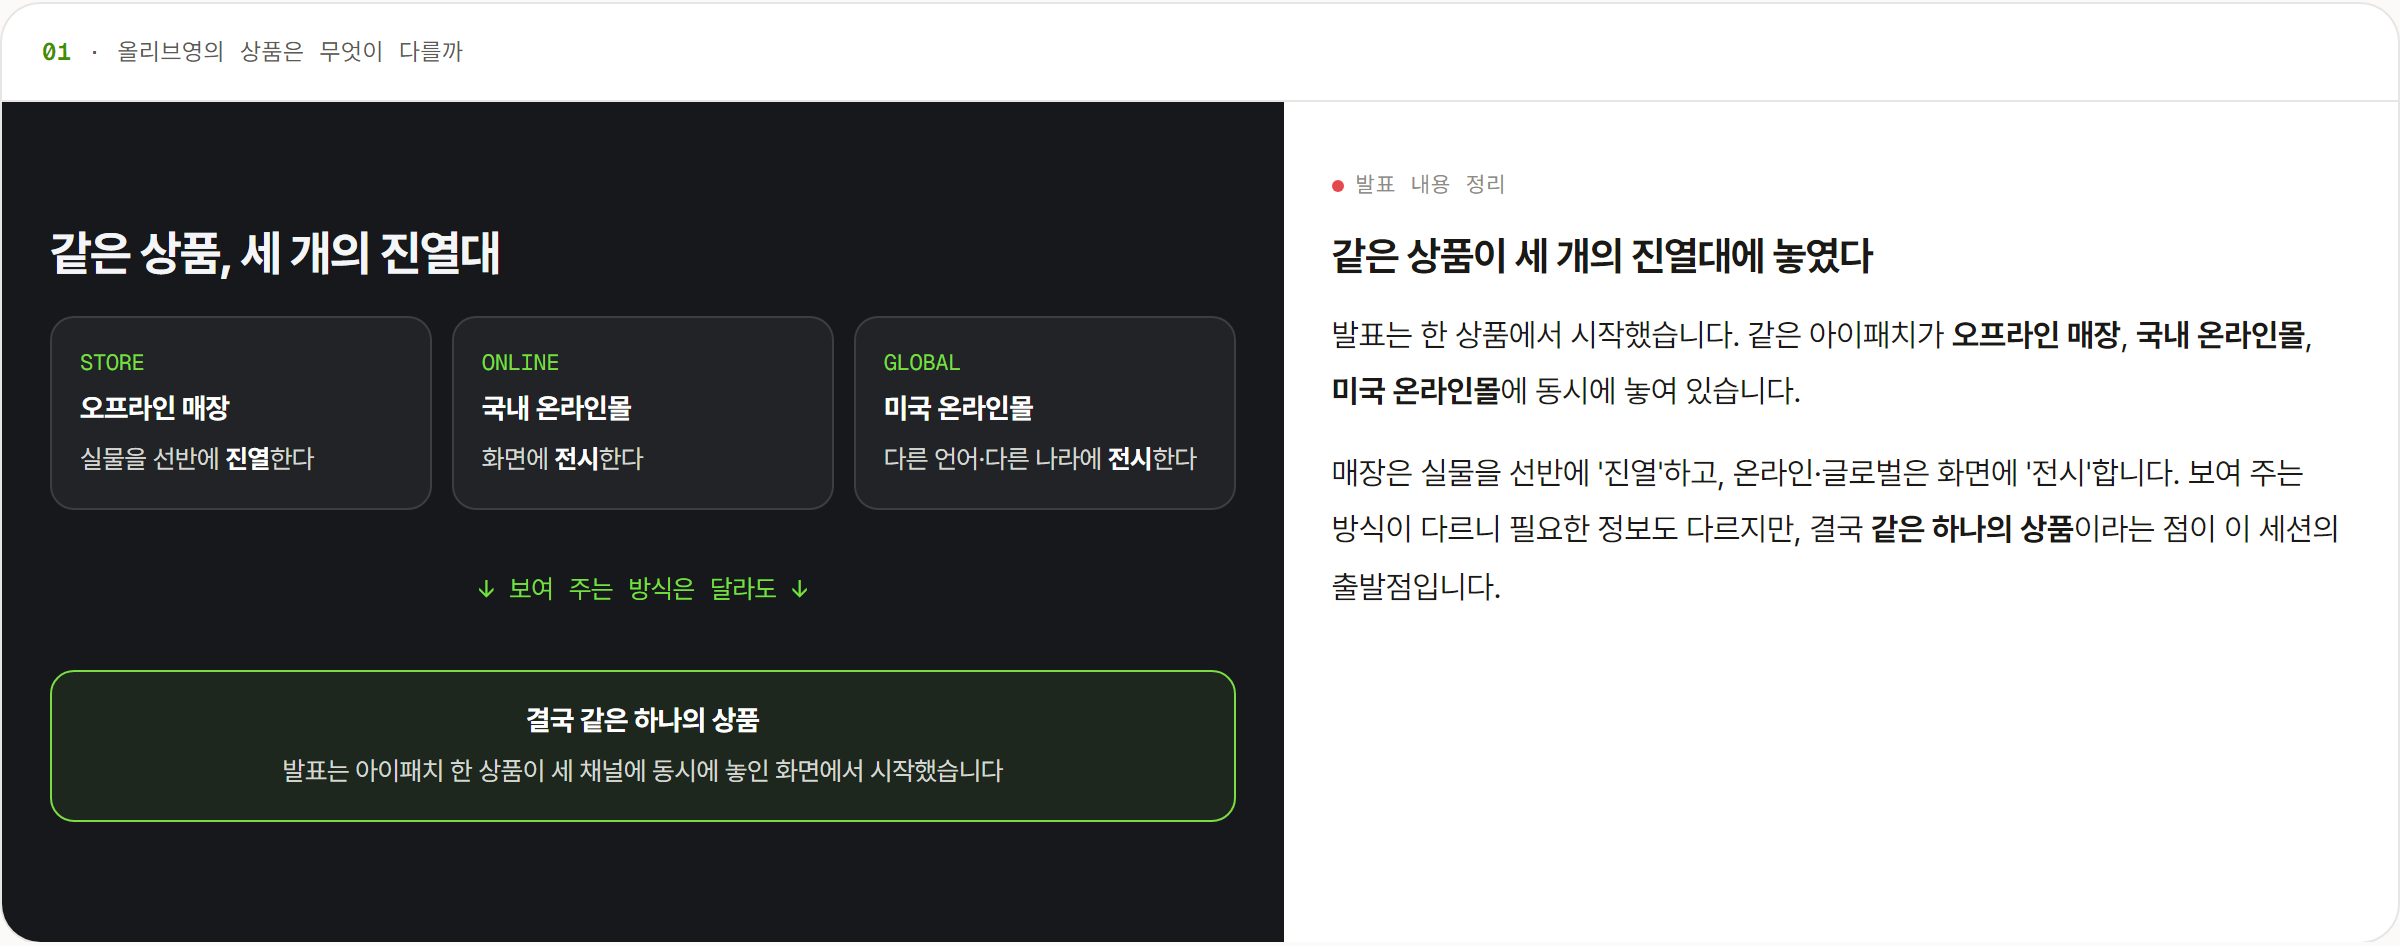 01 · 올리브영의 상품은 무엇이 다를까
같은 상품, 세 개의 진열대
STORE
오프라인 매장
실물을 선반에 진열한다
ONLINE
국내 온라인몰
화면에 전시한다
GLOBAL
미국 온라인몰
다른 언어·다른 나라에 전시한다
↓ 보여 주는 방식은 달라도 ↓
결국 같은 하나의 상품
발표는 아이패치 한 상품이 세 채널에 동시에 놓인 화면에서 시작했습니다
발표 내용 정리
같은 상품이 세 개의 진열대에 놓였다
발표는 한 상품에서 시작했습니다. 같은 아이패치가 오프라인 매장, 국내 온라인몰,
미국 온라인몰에 동시에 놓여 있습니다.
매장은 실물을 선반에 '진열'하고, 온라인·글로벌은 화면에 '전시'합니다. 보여 주는
방식이 다르니 필요한 정보도 다르지만, 결국 같은 하나의 상품이라는 점이 이 세션의
출발점입니다.